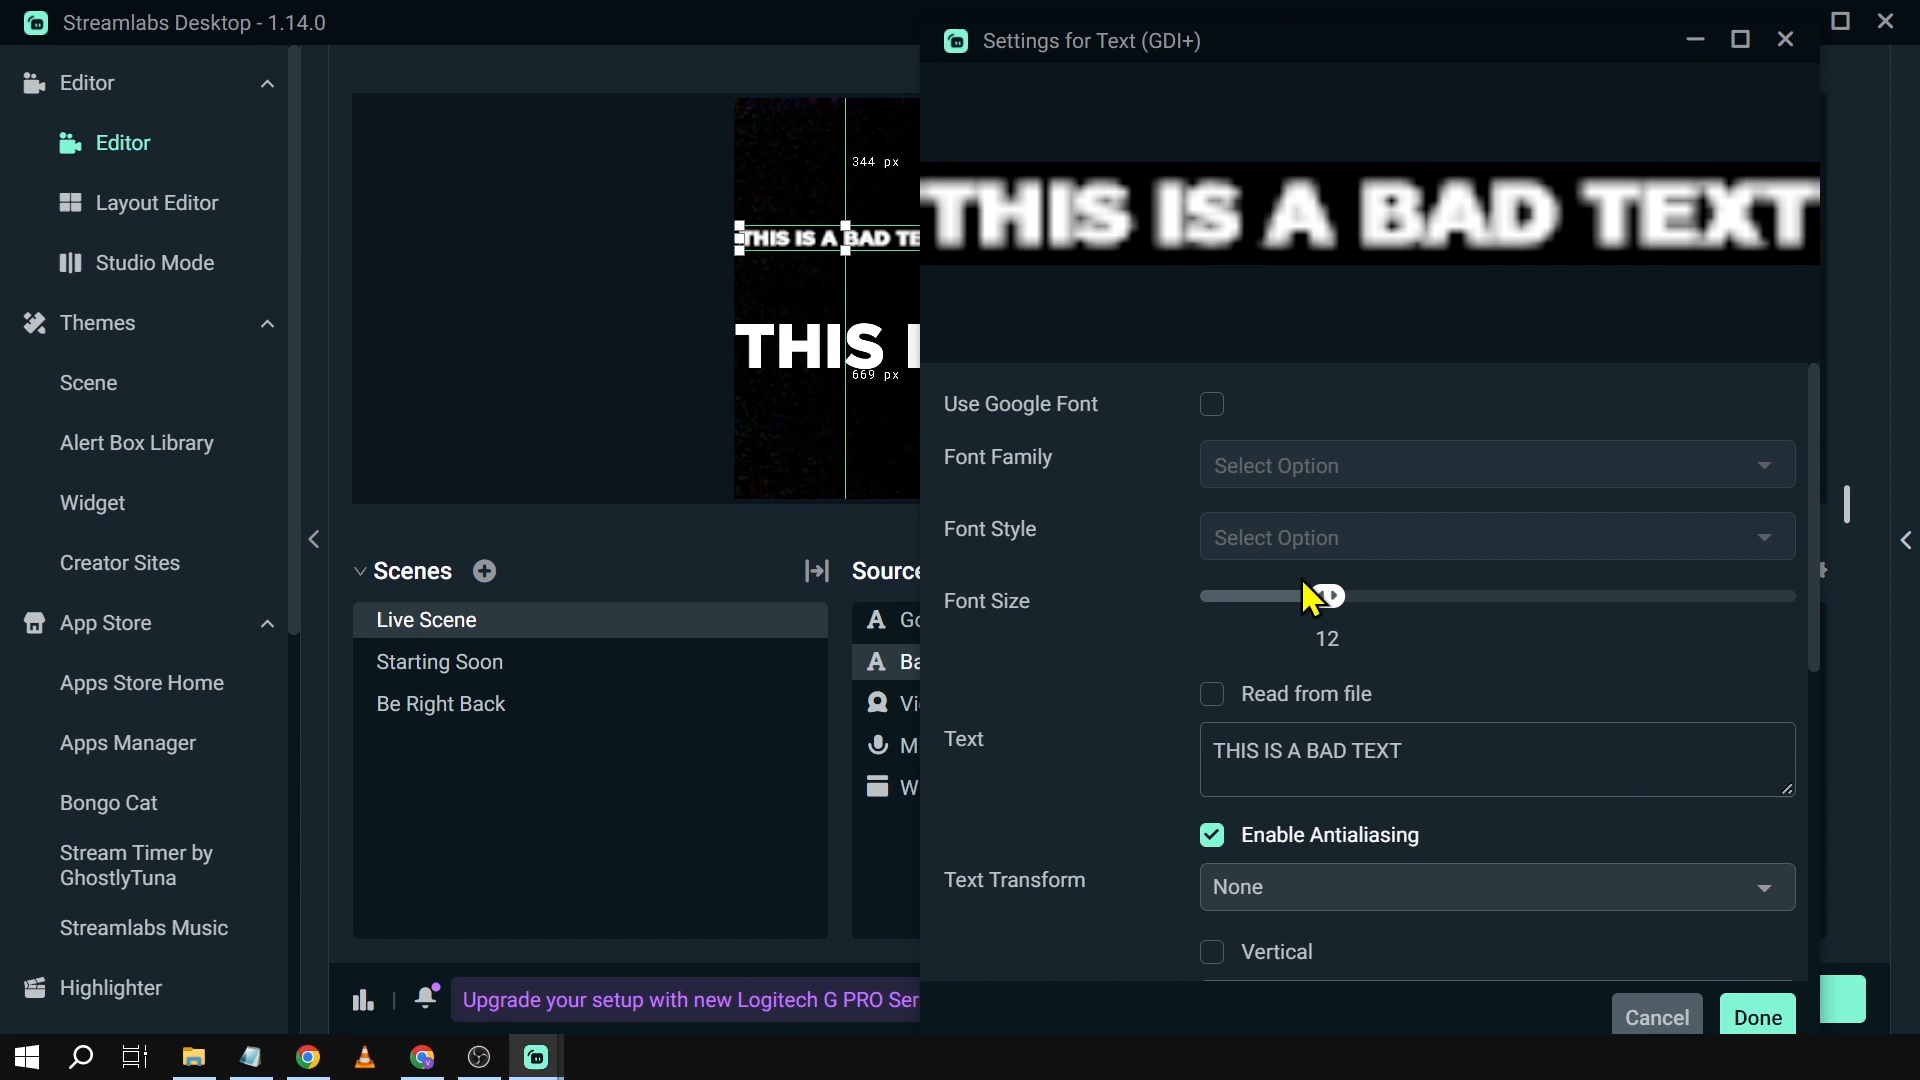 Streamlabs Desktop - 1.14.0
Editor
Editor
Layout Editor
Studio Mode
Themes
Scene
Alert Box Library
Widget
Creator Sites
App Store
Apps Store Home
Apps Manager
Bongo Cat
Stream Timer by
GhostlyTuna
Streamlabs Music
Highlighter
344 px
THIS IS A BAD TE
THIS I
669 px
Scenes
Live Scene
Starting Soon
Be Right Back
Source
Go
Ba
Vi
M
W
Upgrade your setup with new Logitech G PRO Ser
Settings for Text (GDI+)
THIS IS A BAD TEXT
Use Google Font
Font Family
Select Option
Font Style
Select Option
Font Size
12
Read from file
Text
THIS IS A BAD TEXT
Enable Antialiasing
Text Transform
None
Vertical
Cancel
Done